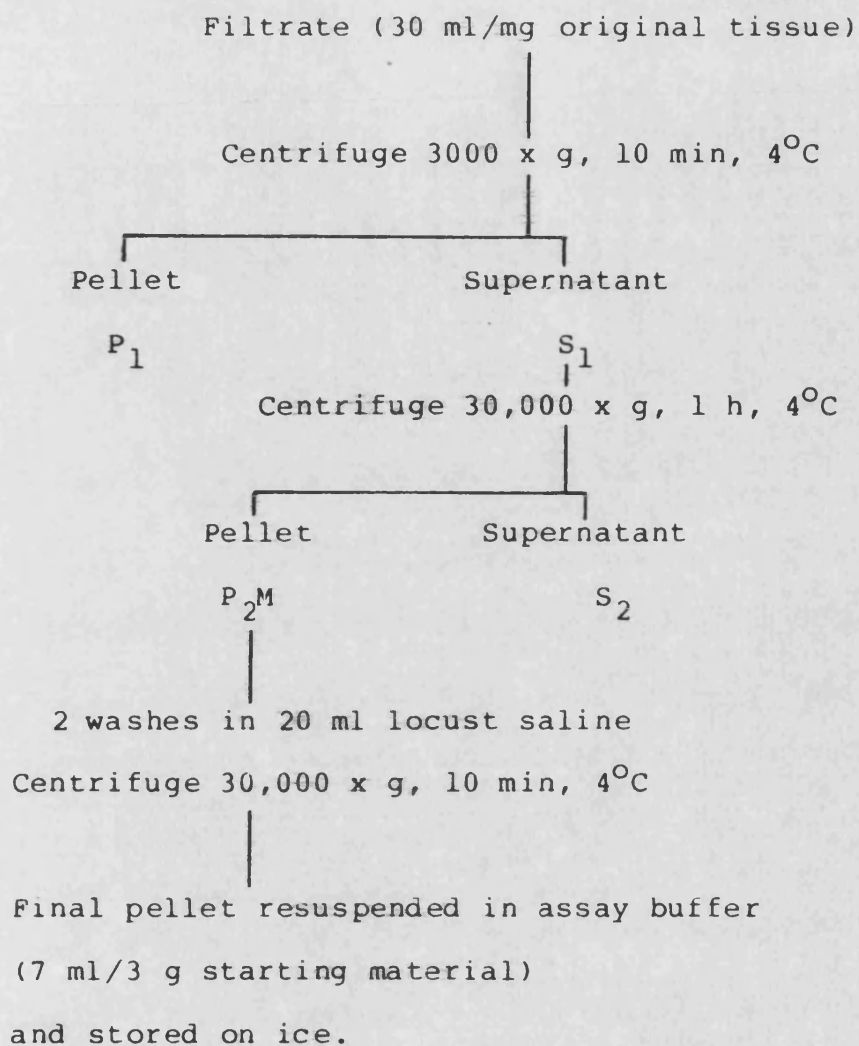 Filtrate (30 ml/mg original tissue)
Centrifuge 3000 x g, 10 min, 4°C
Pellet Supernatant
P1 S1
Centrifuge 30,000 x g, 1 h, 4°C
Pellet Supernatant
P2M S2
2 washes in 20 ml locust saline
Centrifuge 30,000 x g, 10 min, 4°C
Final pellet resuspended in assay buffer
(7 ml/3 g starting material)
and stored on ice.